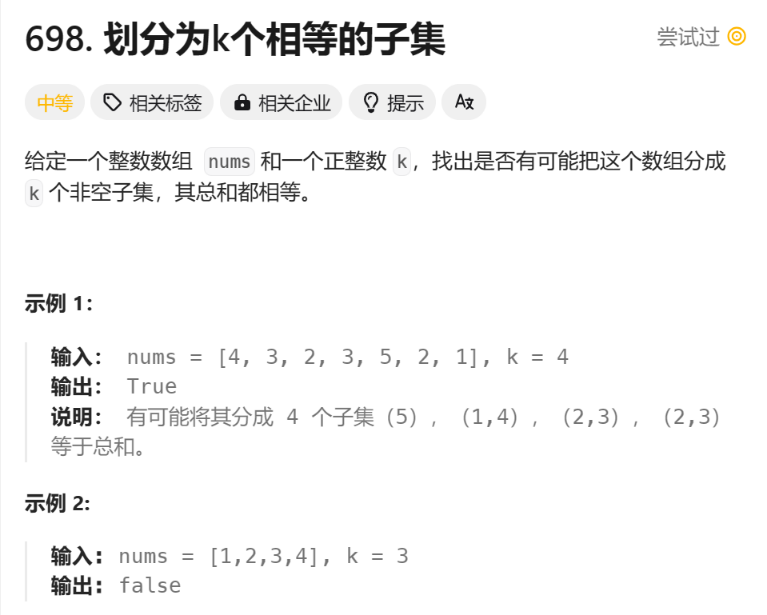 698. 划分为k个相等的子集
尝试过
中等 相关标签 相关企业 提示 A文
给定一个整数数组 nums 和一个正整数 k，找出是否有可能把这个数组分成
k 个非空子集，其总和都相等。
示例 1：
输入： nums = [4, 3, 2, 3, 5, 2, 1], k = 4
输出： True
说明： 有可能将其分成 4 个子集（5），（1,4），（2,3），（2,3）
等于总和。
示例 2:
输入: nums = [1,2,3,4], k = 3
输出: false